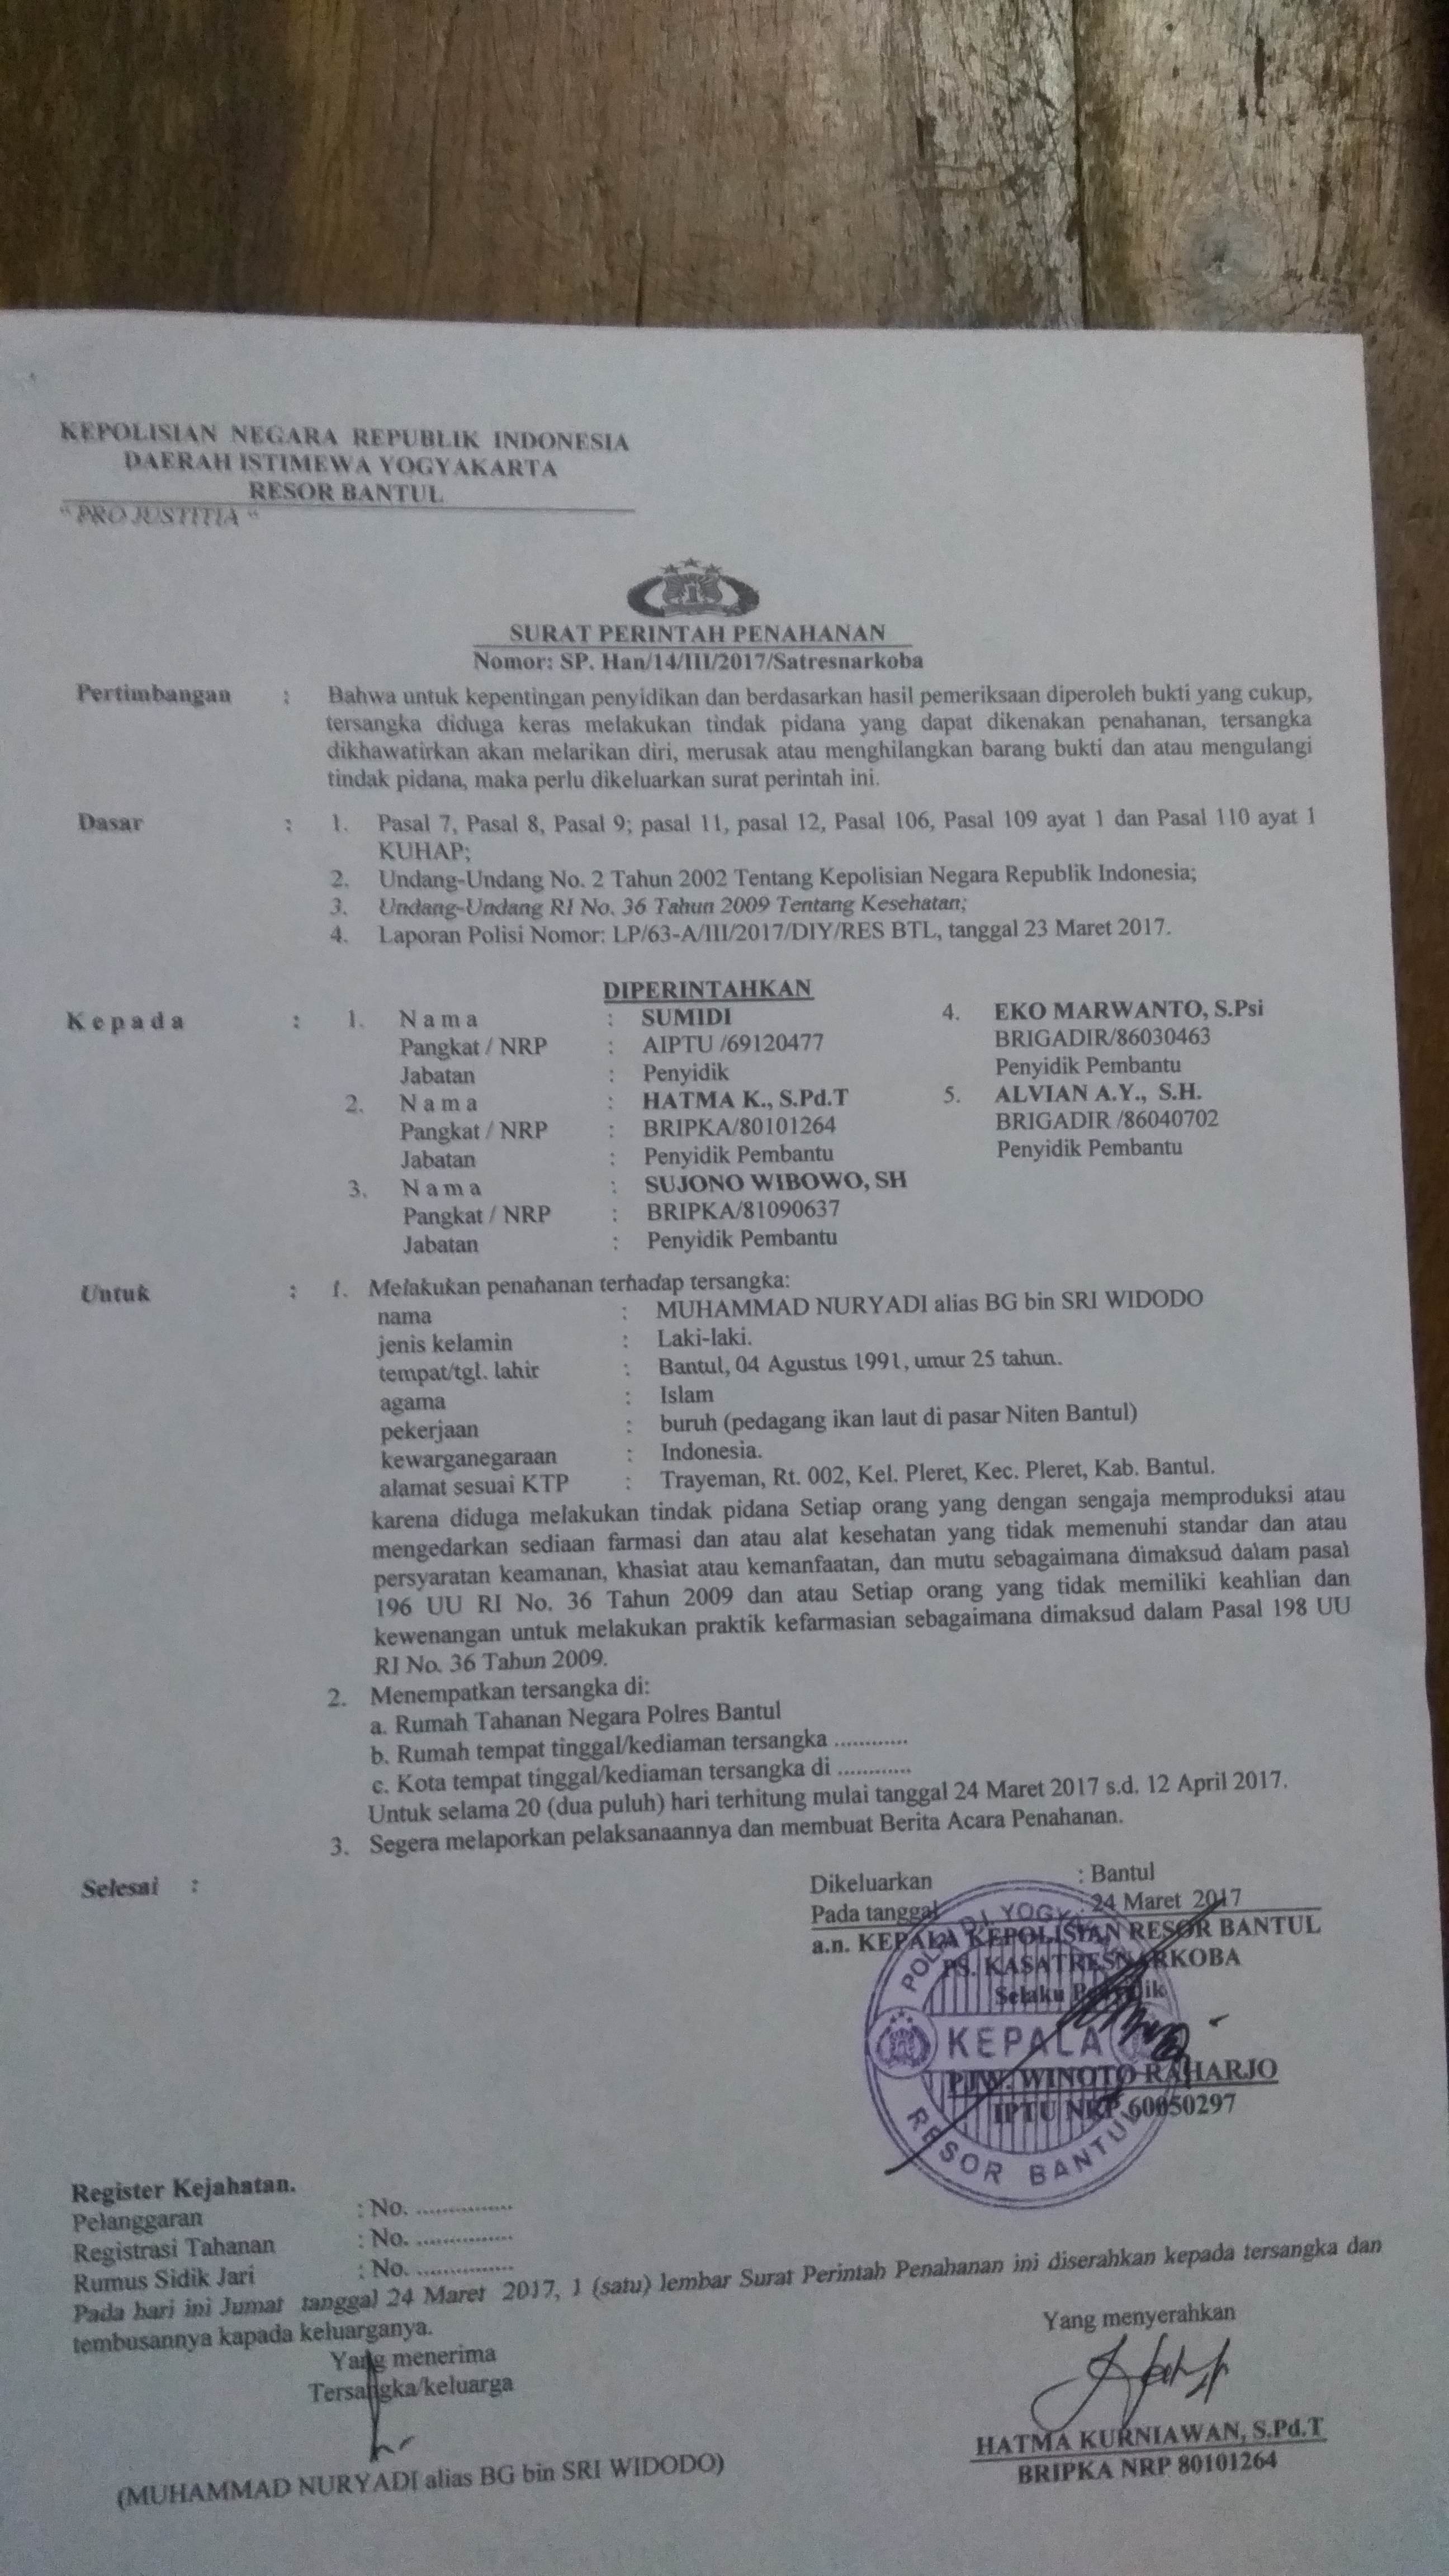 KEPOLISIAN NEGARA REPUBLIK INDONESIA
DAERAH ISTIMEWA YOGYAKARTA
RESOR BANTUL
" PRO JUSTITIA "
SURAT PERINTAH PENAHANAN
Nomor: SP. Han/14/III/2017/Satresnarkoba
Pertimbangan : Bahwa untuk kepentingan penyidikan dan berdasarkan hasil pemeriksaan diperoleh bukti yang cukup,
tersangka diduga keras melakukan tindak pidana yang dapat dikenakan penahanan, tersangka
dikhawatirkan akan melarikan diri, merusak atau menghilangkan barang bukti dan atau mengulangi
tindak pidana, maka perlu dikeluarkan surat perintah ini.
Dasar : 1. Pasal 7, Pasal 8, Pasal 9; pasal 11, pasal 12, Pasal 106, Pasal 109 ayat 1 dan Pasal 110 ayat 1
KUHAP;
2. Undang-Undang No. 2 Tahun 2002 Tentang Kepolisian Negara Republik Indonesia;
3. Undang-Undang RI No. 36 Tahun 2009 Tentang Kesehatan;
4. Laporan Polisi Nomor: LP/63-A/III/2017/DIY/RES BTL, tanggal 23 Maret 2017.
DIPERINTAHKAN
Kepada : 1. Nama : SUMIDI 4. EKO MARWANTO, S.Psi
Pangkat / NRP : AIPTU /69120477 BRIGADIR/86030463
Jabatan : Penyidik Penyidik Pembantu
2. Nama : HATMA K., S.Pd.T 5. ALVIAN A.Y., S.H.
Pangkat / NRP : BRIPKA/80101264 BRIGADIR /86040702
Jabatan : Penyidik Pembantu Penyidik Pembantu
3. Nama : SUJONO WIBOWO, SH
Pangkat / NRP : BRIPKA/81090637
Jabatan : Penyidik Pembantu
Untuk : 1. Melakukan penahanan terhadap tersangka:
nama : MUHAMMAD NURYADI alias BG bin SRI WIDODO
jenis kelamin : Laki-laki.
tempat/tgl. lahir : Bantul, 04 Agustus 1991, umur 25 tahun.
agama : Islam
pekerjaan : buruh (pedagang ikan laut di pasar Niten Bantul)
kewarganegaraan : Indonesia.
alamat sesuai KTP : Trayeman, Rt. 002, Kel. Pleret, Kec. Pleret, Kab. Bantul.
karena diduga melakukan tindak pidana Setiap orang yang dengan sengaja memproduksi atau
mengedarkan sediaan farmasi dan atau alat kesehatan yang tidak memenuhi standar dan atau
persyaratan keamanan, khasiat atau kemanfaatan, dan mutu sebagaimana dimaksud dalam pasal
196 UU RI No. 36 Tahun 2009 dan atau Setiap orang yang tidak memiliki keahlian dan
kewenangan untuk melakukan praktik kefarmasian sebagaimana dimaksud dalam Pasal 198 UU
RI No. 36 Tahun 2009.
2. Menempatkan tersangka di:
a. Rumah Tahanan Negara Polres Bantul
b. Rumah tempat tinggal/kediaman tersangka ............
c. Kota tempat tinggal/kediaman tersangka di ............
Untuk selama 20 (dua puluh) hari terhitung mulai tanggal 24 Maret 2017 s.d. 12 April 2017.
3. Segera melaporkan pelaksanaannya dan membuat Berita Acara Penahanan.
Selesai :
Dikeluarkan : Bantul
Pada tanggal : 24 Maret 2017
a.n. KEPALA KEPOLISIAN RESOR BANTUL
PS. KASATRESNARKOBA
Selaku Penyidik
KEPALA
RESOR BANTUL
PJW. WINOTO RAHARJO
IPTU NRP 60050297
Register Kejahatan.
Pelanggaran : No. ...............
Registrasi Tahanan : No. ...............
Rumus Sidik Jari : No. ...............
Pada hari ini Jumat tanggal 24 Maret 2017, 1 (satu) lembar Surat Perintah Penahanan ini diserahkan kepada tersangka dan
tembusannya kapada keluarganya.
Yang menerima
Tersangka/keluarga
(MUHAMMAD NURYADI alias BG bin SRI WIDODO)
Yang menyerahkan
HATMA KURNIAWAN, S.Pd.T
BRIPKA NRP 80101264